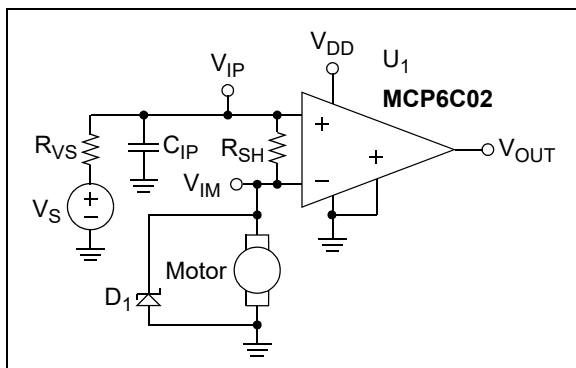 V_DD
U_1
V_IP
MCP6C02
+
R_VS
C_IP
R_SH
+
V_OUT
V_IM
−
+
−
V_S
Motor
D_1